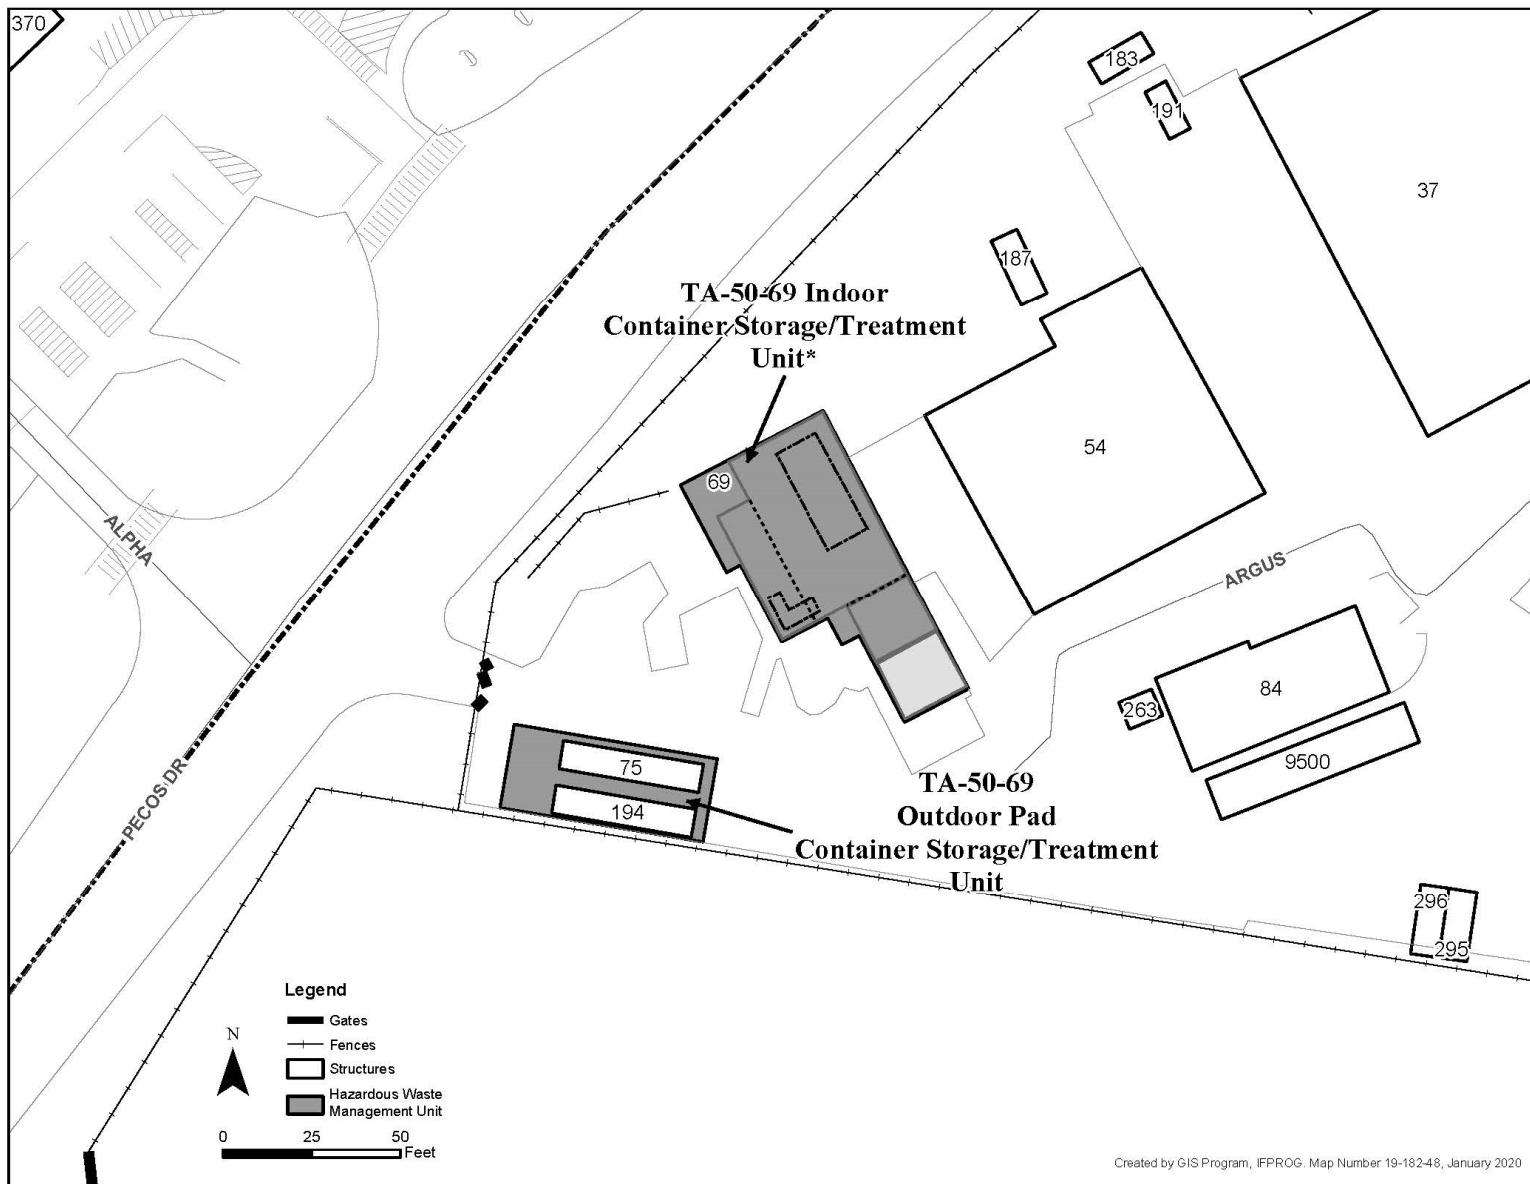 370
183
191
37
187
TA-50-69 Indoor
Container Storage/Treatment
Unit*
54
69
ALPHA
ARGUS
84
263
9500
PECOS DR
75
194
TA-50-69
Outdoor Pad
Container Storage/Treatment
Unit
296
295
Legend
Gates
Fences
Structures
Hazardous Waste
Management Unit
N
0 25 50
Feet
Created by GIS Program, IFPROG. Map Number 19-182-48, January 2020